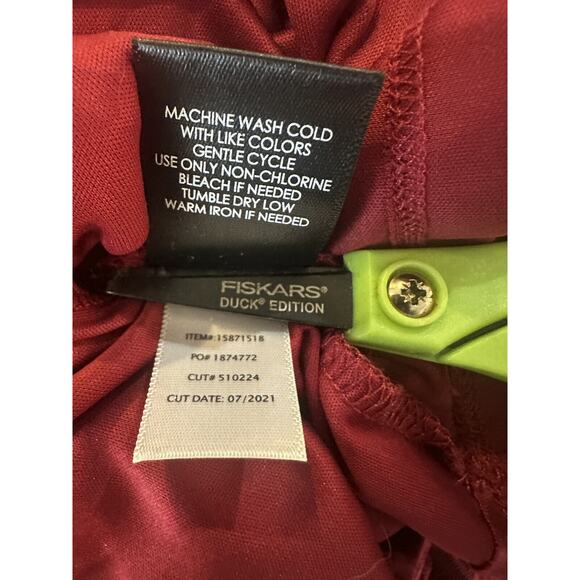 MACHINE WASH COLD
WITH LIKE COLORS
GENTLE CYCLE
USE ONLY NON-CHLORINE
BLEACH IF NEEDED
TUMBLE DRY LOW
WARM IRON IF NEEDED
FISKARS®
DUCK® EDITION
ITEM#:15871518
PO# 1874772
CUT# 510224
CUT DATE: 07/2021